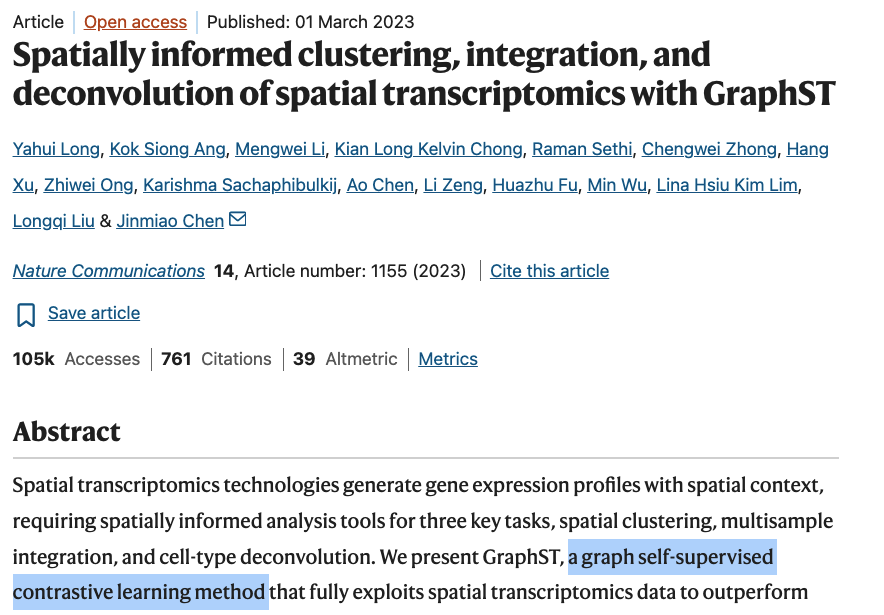 Article | Open access | Published: 01 March 2023
Spatially informed clustering, integration, and
deconvolution of spatial transcriptomics with GraphST
Yahui Long, Kok Siong Ang, Mengwei Li, Kian Long Kelvin Chong, Raman Sethi, Chengwei Zhong, Hang
Xu, Zhiwei Ong, Karishma Sachaphibulkij, Ao Chen, Li Zeng, Huazhu Fu, Min Wu, Lina Hsiu Kim Lim,
Longqi Liu & Jinmiao Chen
Nature Communications 14, Article number: 1155 (2023) | Cite this article
Save article
105k Accesses | 761 Citations | 39 Altmetric | Metrics
Abstract
Spatial transcriptomics technologies generate gene expression profiles with spatial context,
requiring spatially informed analysis tools for three key tasks, spatial clustering, multisample
integration, and cell-type deconvolution. We present GraphST, a graph self-supervised
contrastive learning method that fully exploits spatial transcriptomics data to outperform